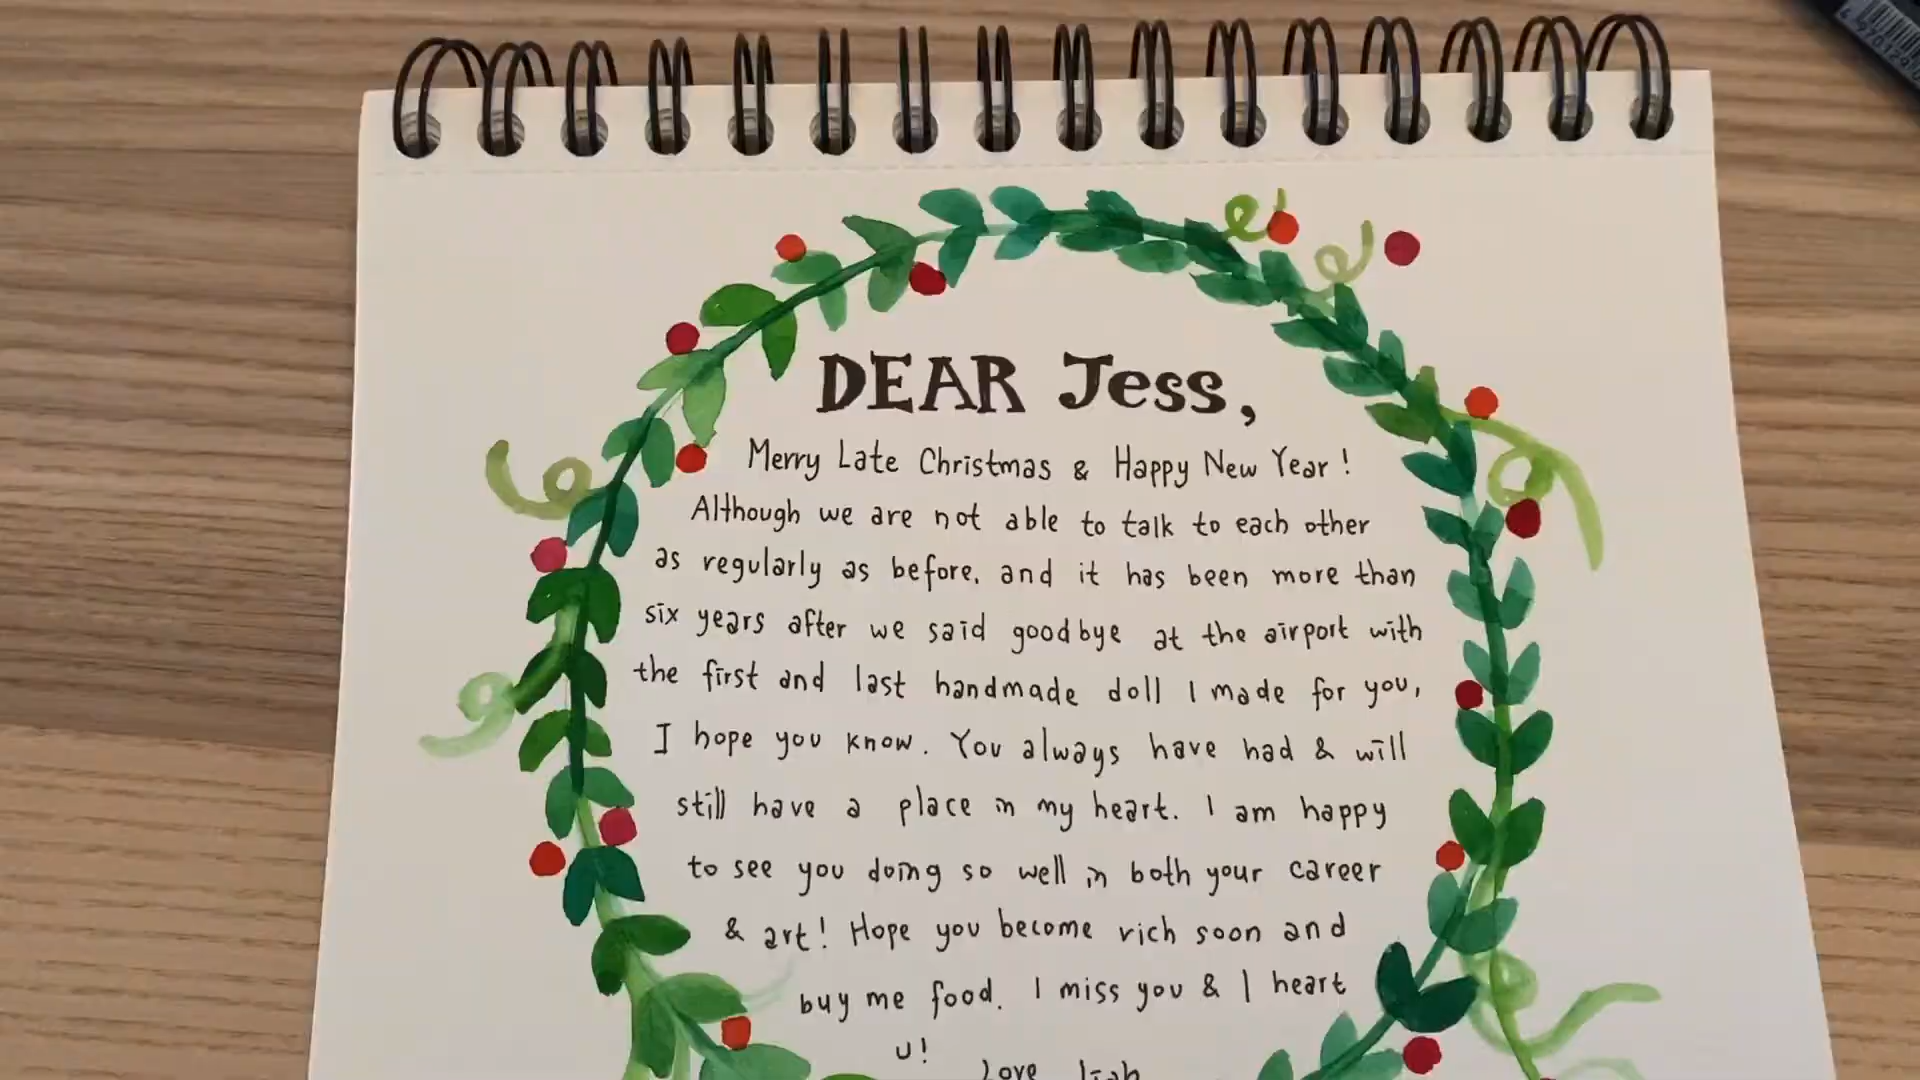 DEAR Jess,
Merry Late Christmas & Happy New Year!
Although we are not able to talk to each other
as regularly as before, and it has been more than
six years after we said goodbye at the airport with
the first and last handmade doll I made for you,
I hope you know. You always have had & will
still have a place in my heart. I am happy
to see you doing so well in both your career
& art! Hope you become rich soon and
buy me food. I miss you & I heart
u!
Love